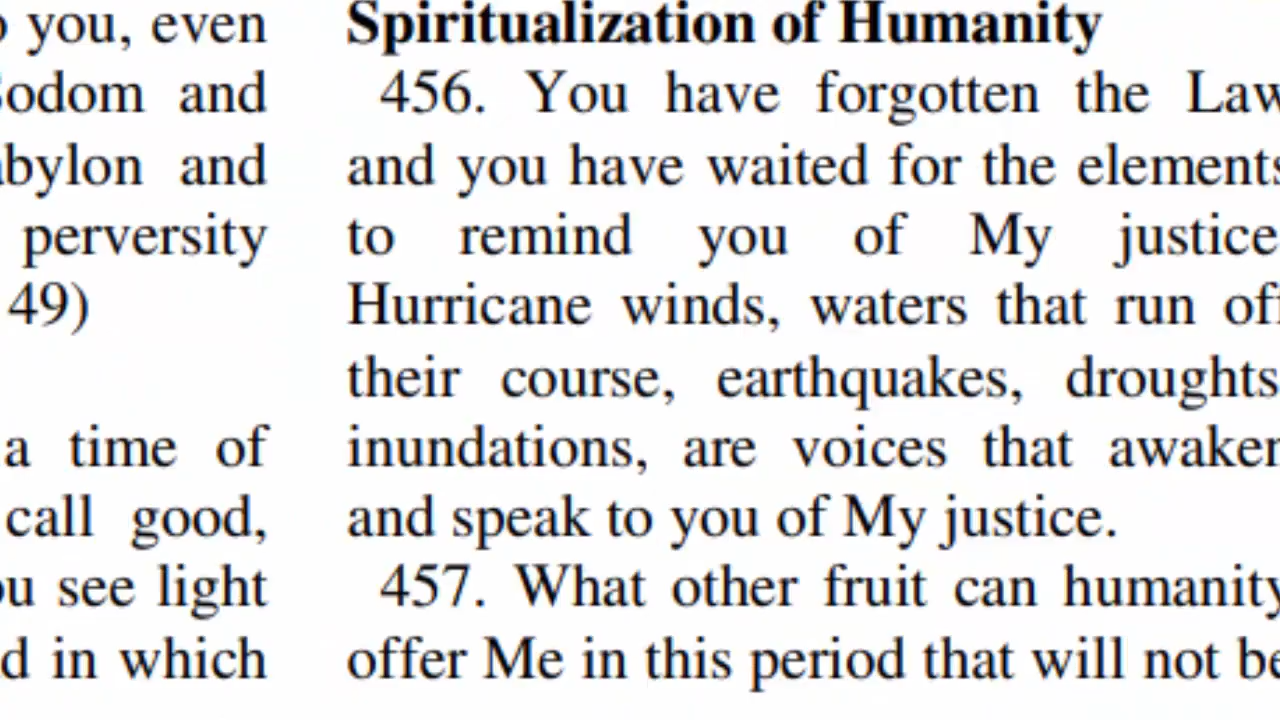 you, even
and
and
perversity
49)
a time of
call good,
see light
in which
Spiritualization of Humanity
456. You have forgotten the Law
and you have waited for the elements
to remind you of My justice
Hurricane winds, waters that run off
their course, earthquakes, droughts
inundations, are voices that awaken
and speak to you of My justice.
457. What other fruit can humanity
offer Me in this period that will not be